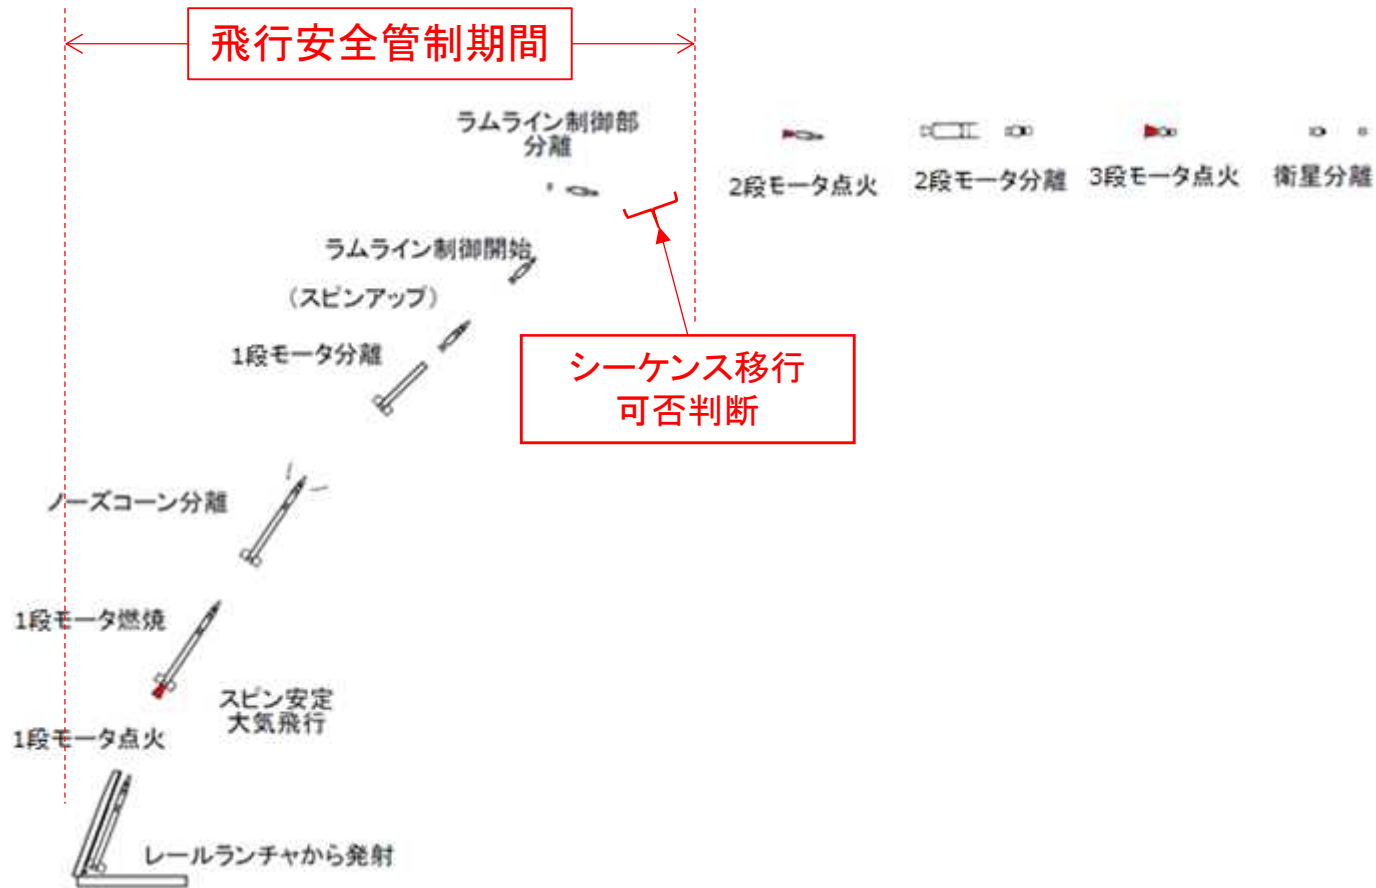 飛行安全管制期間
ラムライン制御部
分離
2段モータ点火
2段モータ分離
3段モータ点火
衛星分離
ラムライン制御開始
(スピンアップ)
1段モータ分離
シーケンス移行
可否判断
ノーズコーン分離
1段モータ燃焼
スピン安定
大気飛行
1段モータ点火
レールランチャから発射